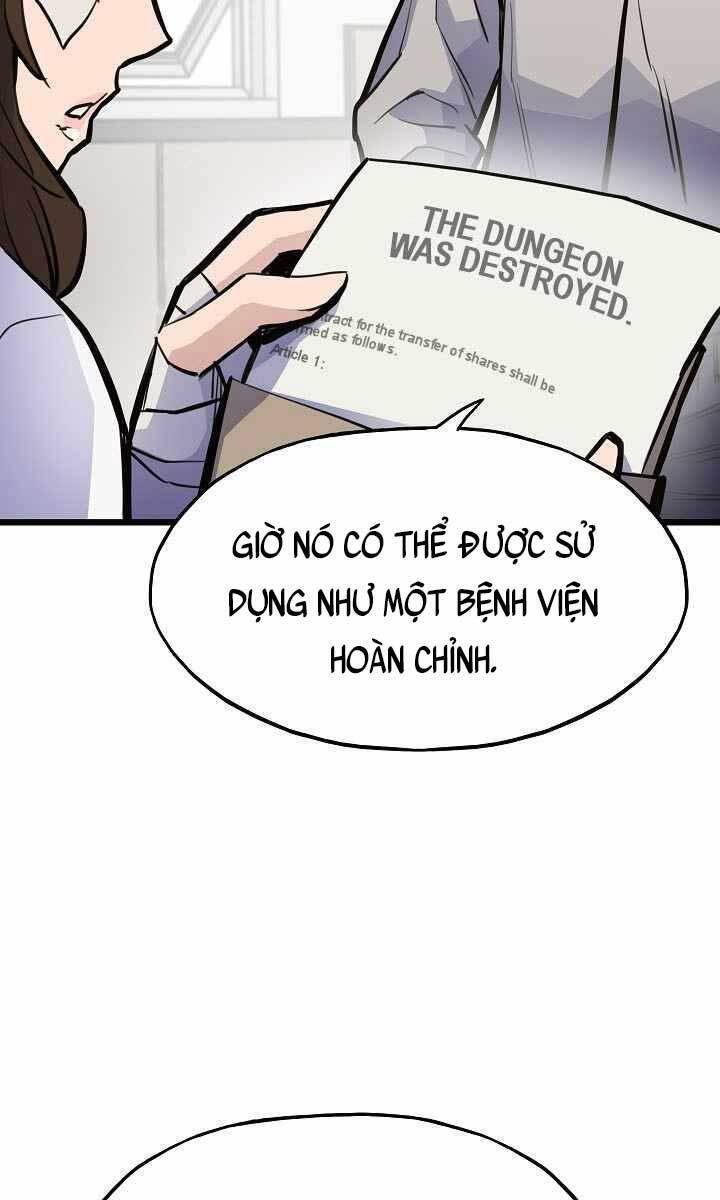 THE DUNGEON
WAS DESTROYED.
tract for the transfer of shares shall be
med as follows.
Article 1:
GIỜ NÓ CÓ THỂ ĐƯỢC SỬ
DỤNG NHƯ MỘT BỆNH VIỆN
HOÀN CHỈNH.